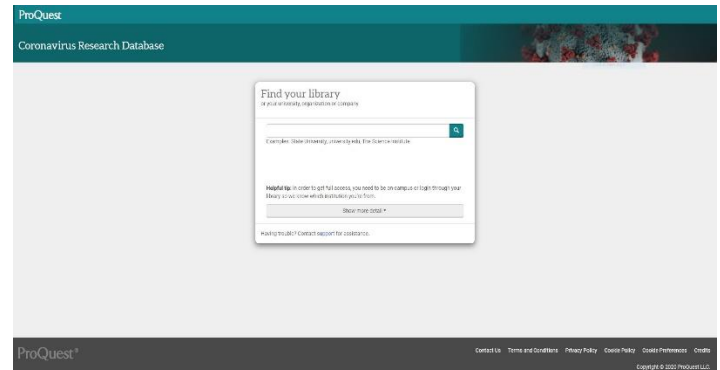 ProQuest
Coronavirus Research Database
Find your library
or your university, organization or company
Examples: State University, university.edu, The Science Institute
Helpful tip: In order to get full access, you need to be on campus or login through your
library so we know which institution you're from.
Show more detail
Having trouble? Contact support for assistance.
ProQuest®
Contact Us Terms and Conditions Privacy Policy Cookie Policy Cookie Preferences Credits
Copyright © 2020 ProQuest LLC.